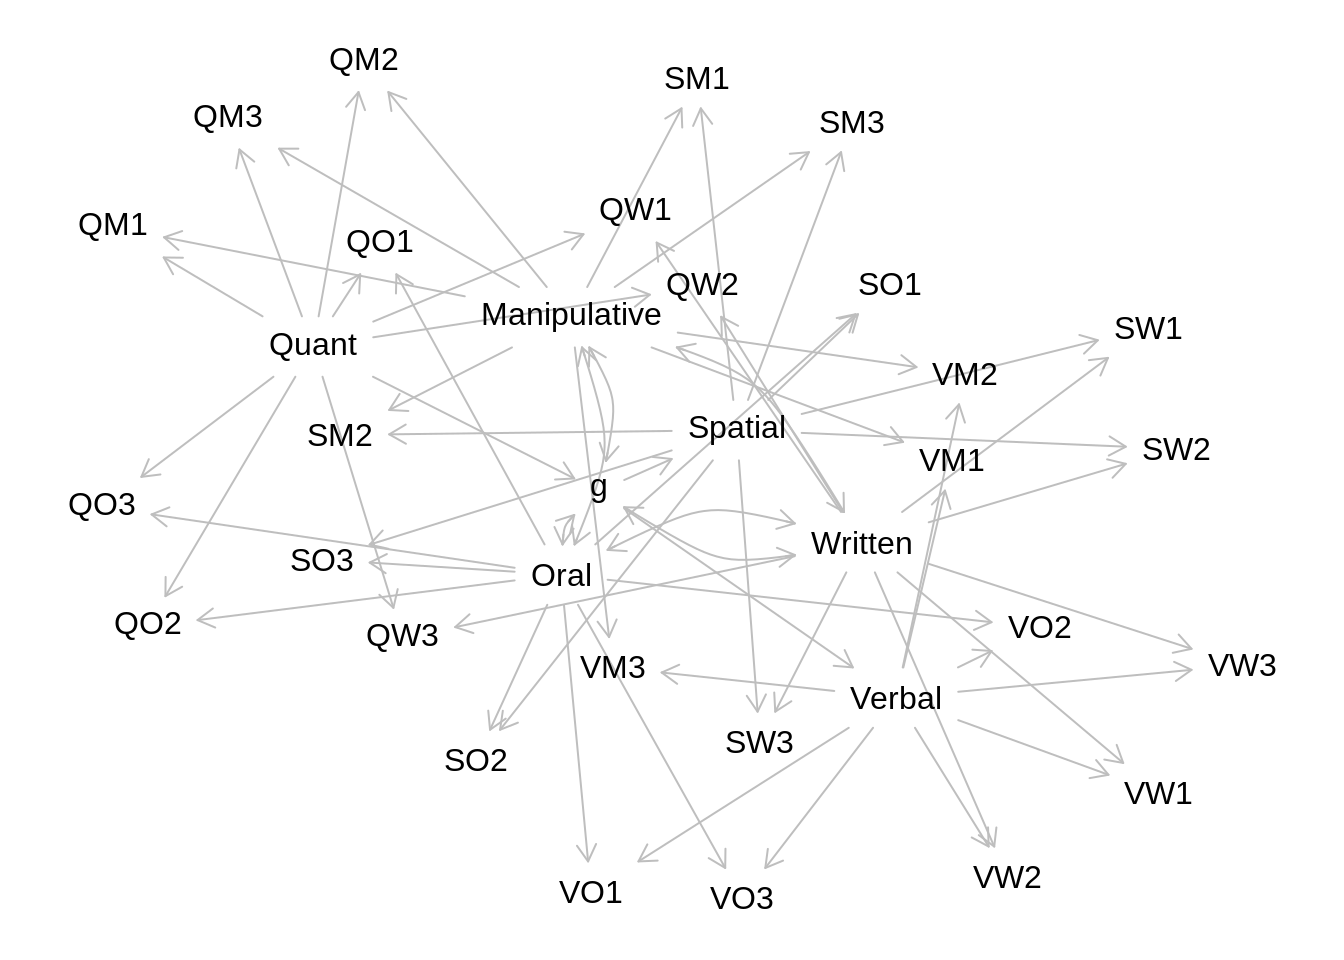 QM2
SM1
QM3
SM3
QW1
QM1
QO1
QW2
SO1
Manipulative
SW1
Quant
VM2
Spatial
SM2
SW2
VM1
g
QO3
Written
SO3
Oral
QO2
VO2
QW3
VM3
VW3
Verbal
SW3
SO2
VW1
VW2
VO1
VO3